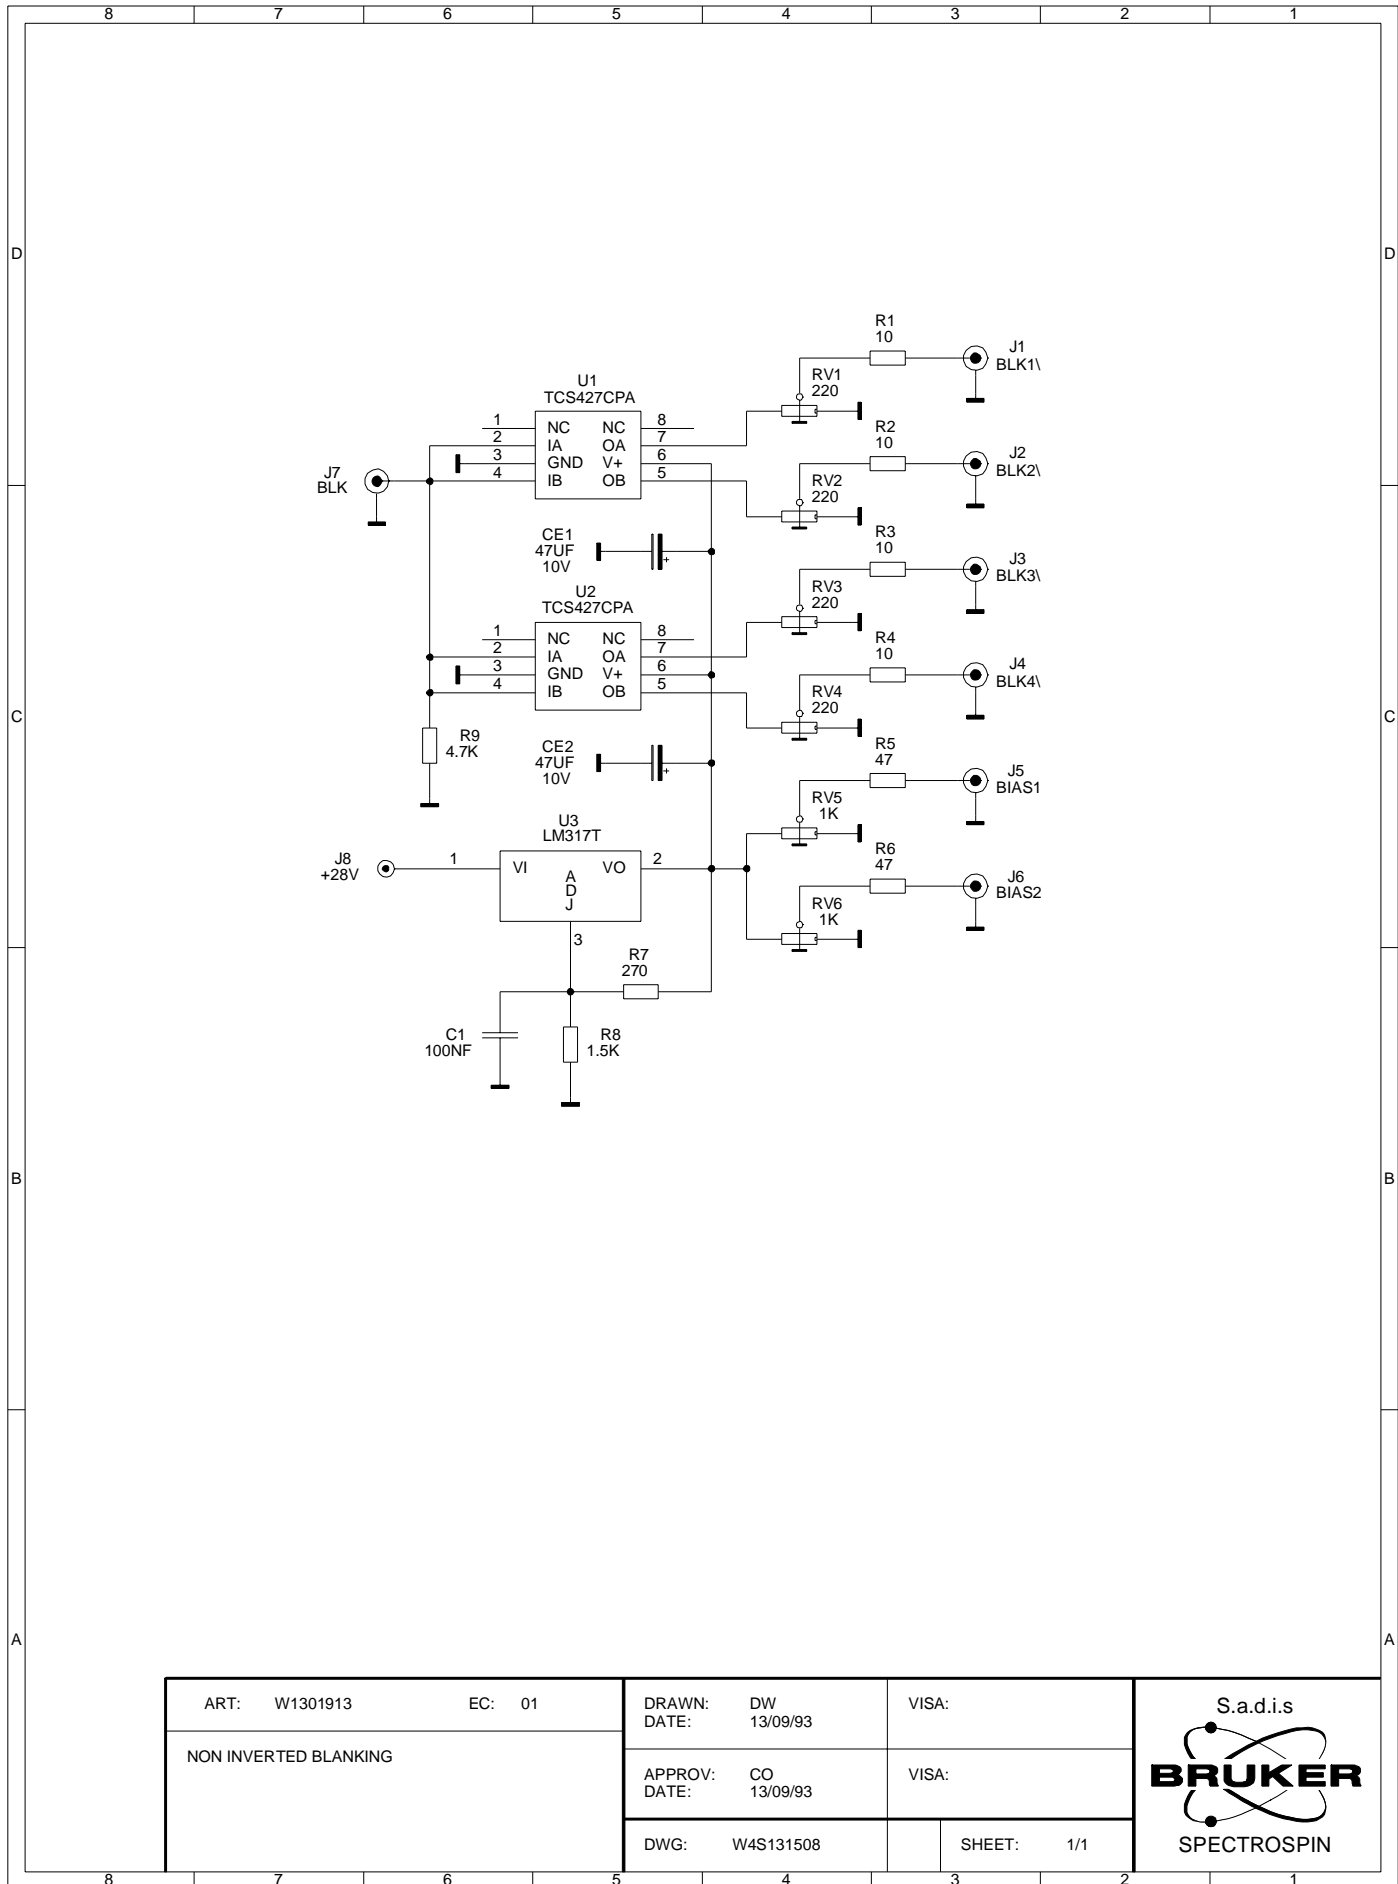 8 7 6 5 4 3 2 1
D D
R1
10
J1
BLK1\
RV1
220
U1
TCS427CPA
1 NC NC 8
2 IA OA 7
3 GND V+ 6
4 IB OB 5
R2
10
J2
BLK2\
RV2
220
J7
BLK
CE1
47UF
10V
+
R3
10
J3
BLK3\
RV3
220
U2
TCS427CPA
1 NC NC 8
2 IA OA 7
3 GND V+ 6
4 IB OB 5
R4
10
J4
BLK4\
RV4
220
C C
R9
4.7K
CE2
47UF
10V
+
R5
47
J5
BIAS1
RV5
1K
U3
LM317T
J8
+28V
1 VI VO 2
A
D
J
3
R6
47
J6
BIAS2
RV6
1K
R7
270
C1
100NF
R8
1.5K
B B
A A
ART: W1301913 EC: 01
NON INVERTED BLANKING
DRAWN: DW
DATE: 13/09/93
VISA:
APPROV: CO
DATE: 13/09/93
VISA:
DWG: W4S131508
SHEET: 1/1
S.a.d.i.s
BRUKER
SPECTROSPIN
8 7 6 5 4 3 2 1